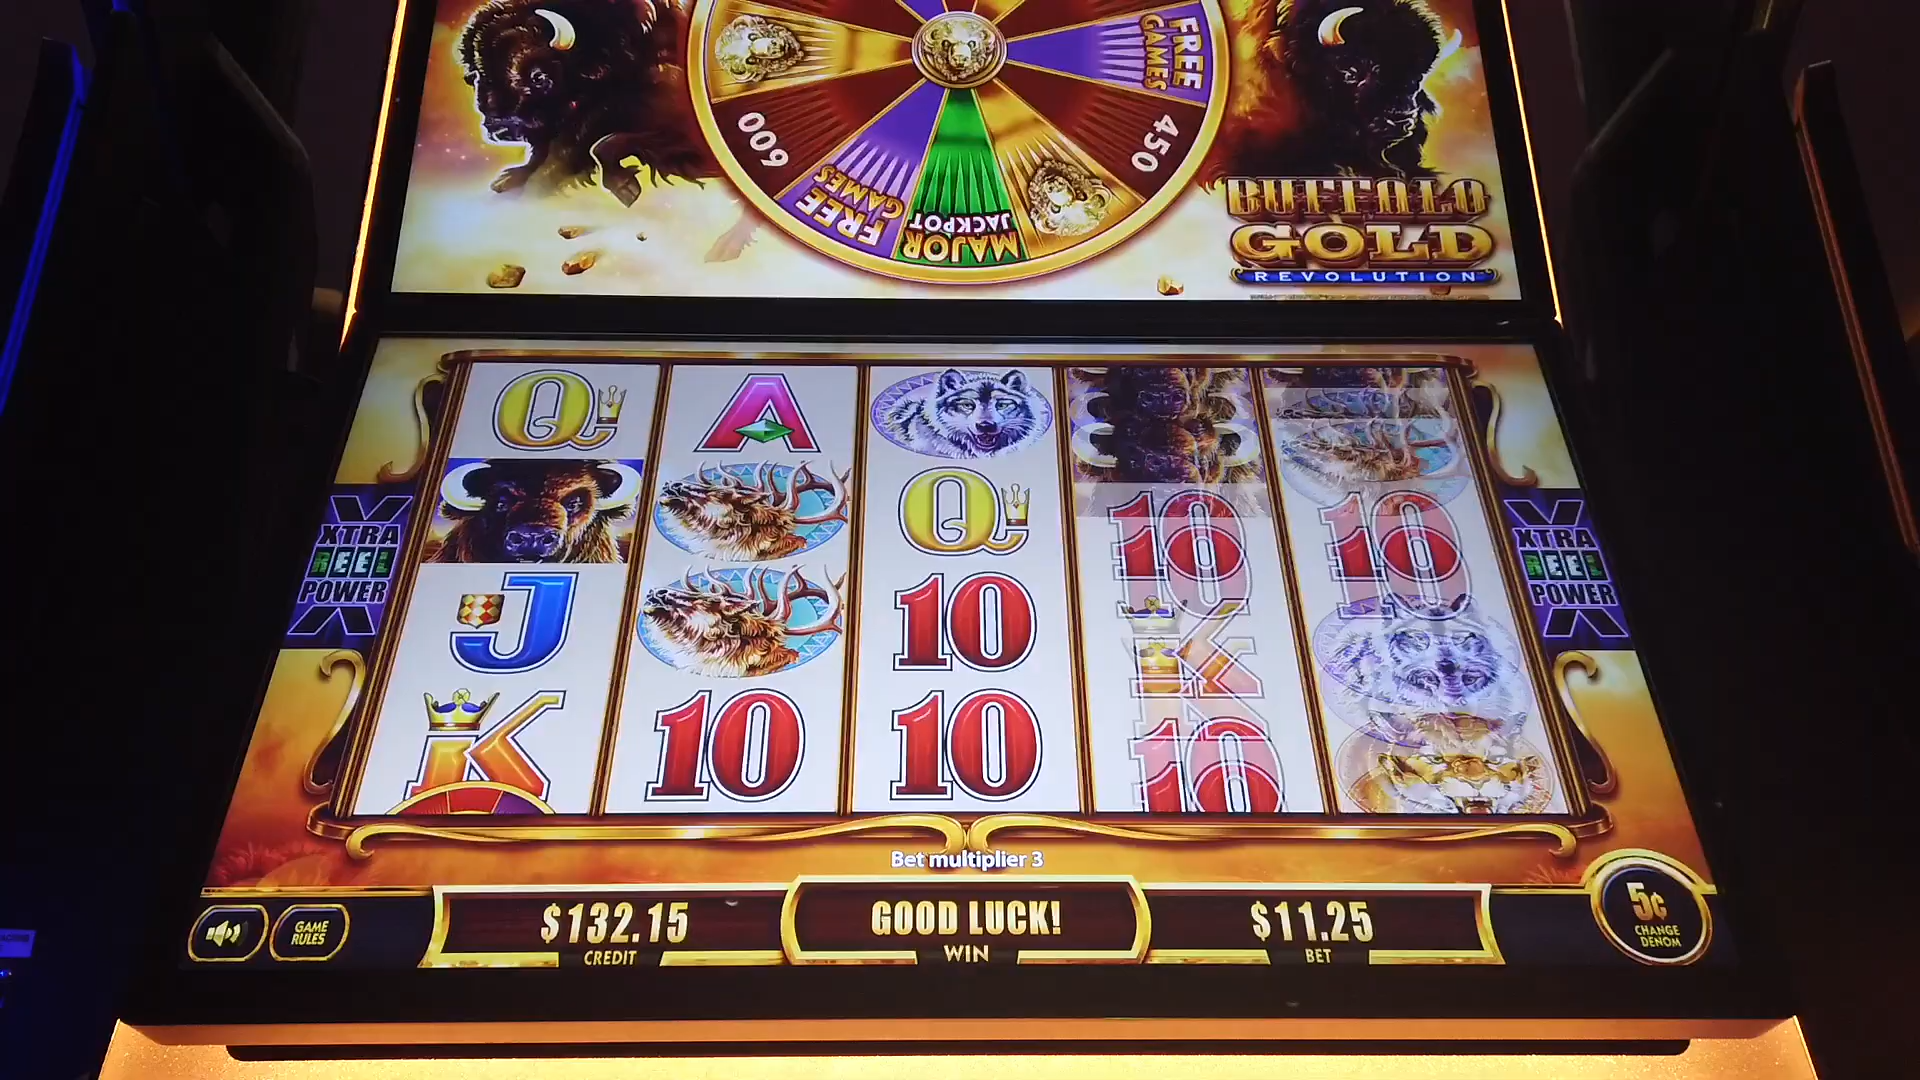 FREE
GAMES
600
FREE
GAMES
MAJOR
JACKPOT
450
BUFFALO
GOLD
REVOLUTION
Q
A
Q
10
10
XTRA
REEL
POWER
J
10
10
XTRA
REEL
POWER
K
K
10
10
10
Bet multiplier 3
GAME
RULES
$132.15
CREDIT
GOOD LUCK!
WIN
$11.25
BET
5¢
CHANGE
DENOM